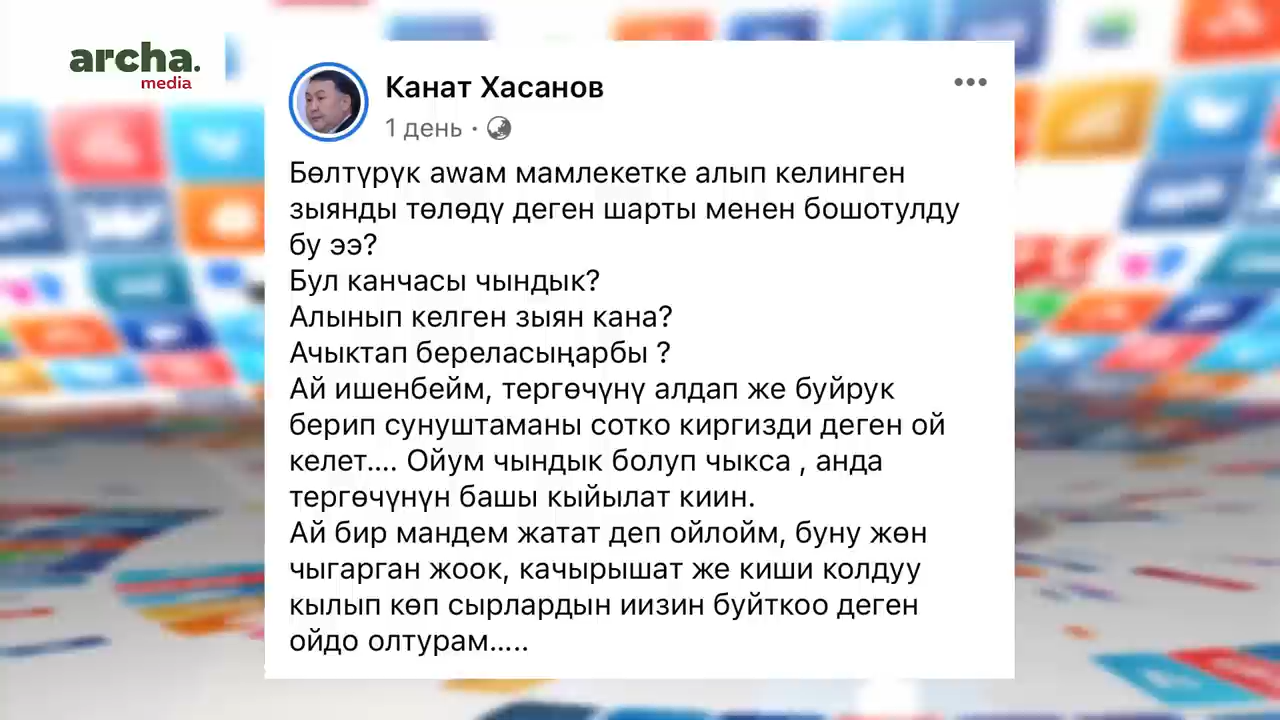 archa.
media
Канат Хасанов
1 день ·
Бөлтүрүк аwам мамлекетке алып келинген
зыянды төлөдү деген шарты менен бошотулду
бу ээ?
Бул канчасы чындык?
Алынып келген зыян кана?
Ачыктап береласыңарбы ?
Ай ишенбейм, тергөчүнү алдап же буйрук
берип сунуштаманы сотко киргизди деген ой
келет.... Ойум чындык болуп чыкса , анда
тергөчүнүн башы кыйылат киин.
Ай бир мандем жатат деп ойлойм, буну жөн
чыгарган жоок, качырышат же киши колдуу
кылып көп сырлардын иизин буйткоо деген
ойдо олтурам.....